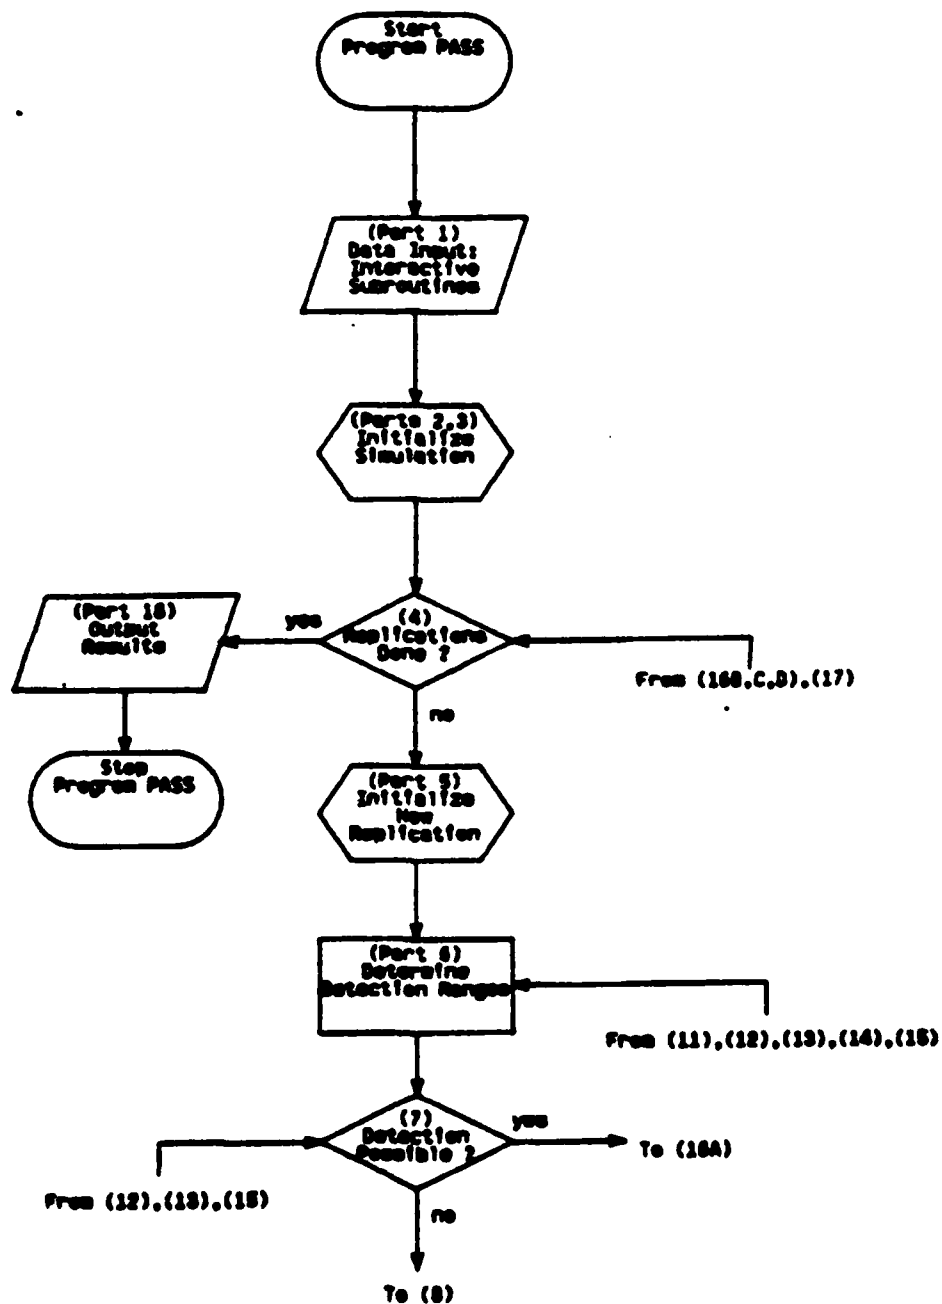 Start
Program PASS
(Part 1)
Data Input:
Interactive
Subroutines
(Parts 2,3)
Initialize
Simulation
(4)
Replications
Done ?
yes
(Part 18)
Output
Results
From (16B,C,D),(17)
no
Stop
Program PASS
(Part 5)
Initialize
New
Replication
(Part 6)
Determine
Detection Ranges
From (11),(12),(13),(14),(15)
(7)
Detection
Possible ?
yes
To (16A)
From (12),(13),(15)
no
To (8)